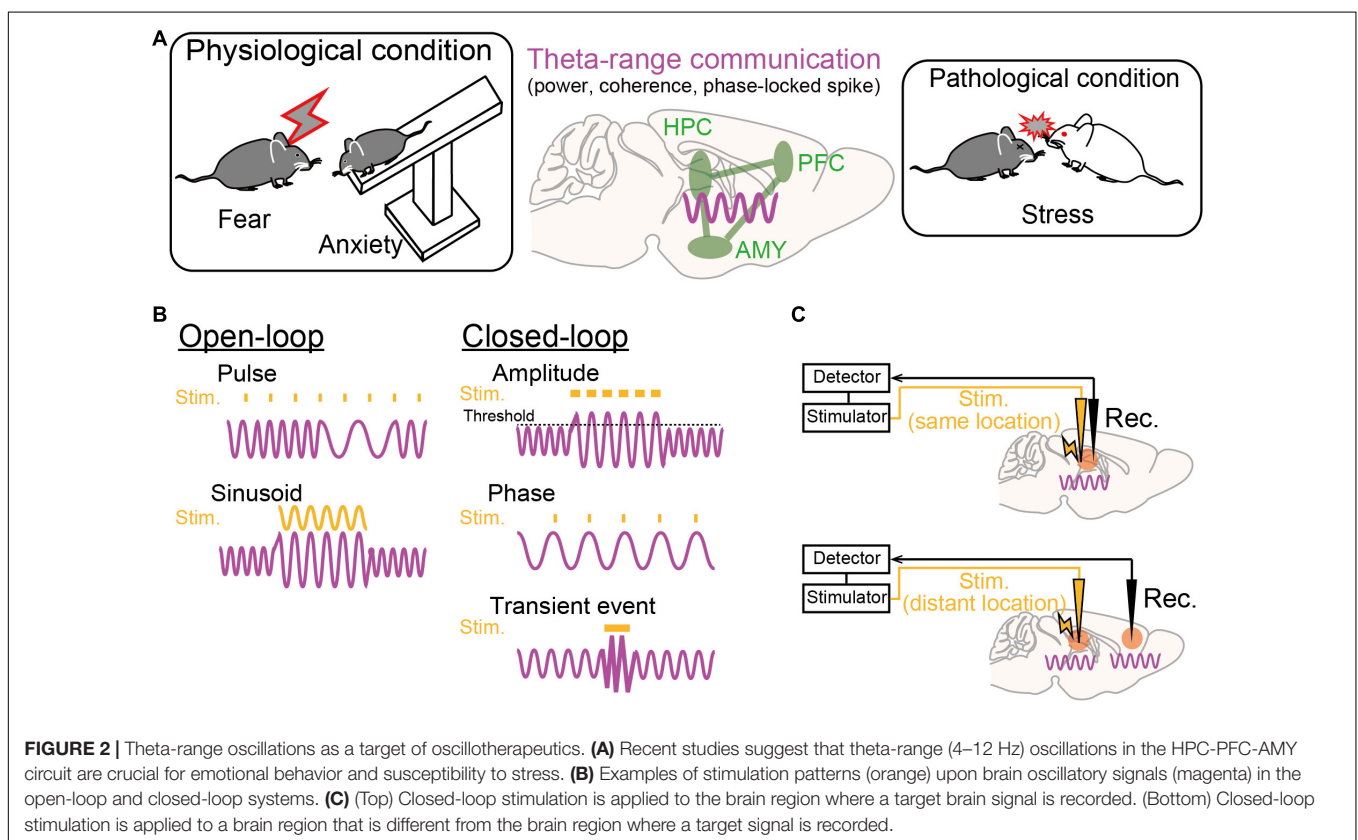 A
Physiological condition
Fear
Anxiety
Theta-range communication
(power, coherence, phase-locked spike)
HPC
PFC
AMY
Pathological condition
Stress
B
Open-loop
Pulse
Stim.
Sinusoid
Stim.
Closed-loop
Amplitude
Stim.
Threshold
Phase
Stim.
Transient event
Stim.
C
Detector
Stimulator
Stim.
(same location)
Rec.
Detector
Stimulator
Stim.
(distant location)
Rec.
FIGURE 2 | Theta-range oscillations as a target of oscillotherapeutics. (A) Recent studies suggest that theta-range (4–12 Hz) oscillations in the HPC-PFC-AMY
circuit are crucial for emotional behavior and susceptibility to stress. (B) Examples of stimulation patterns (orange) upon brain oscillatory signals (magenta) in the
open-loop and closed-loop systems. (C) (Top) Closed-loop stimulation is applied to the brain region where a target brain signal is recorded. (Bottom) Closed-loop
stimulation is applied to a brain region that is different from the brain region where a target signal is recorded.